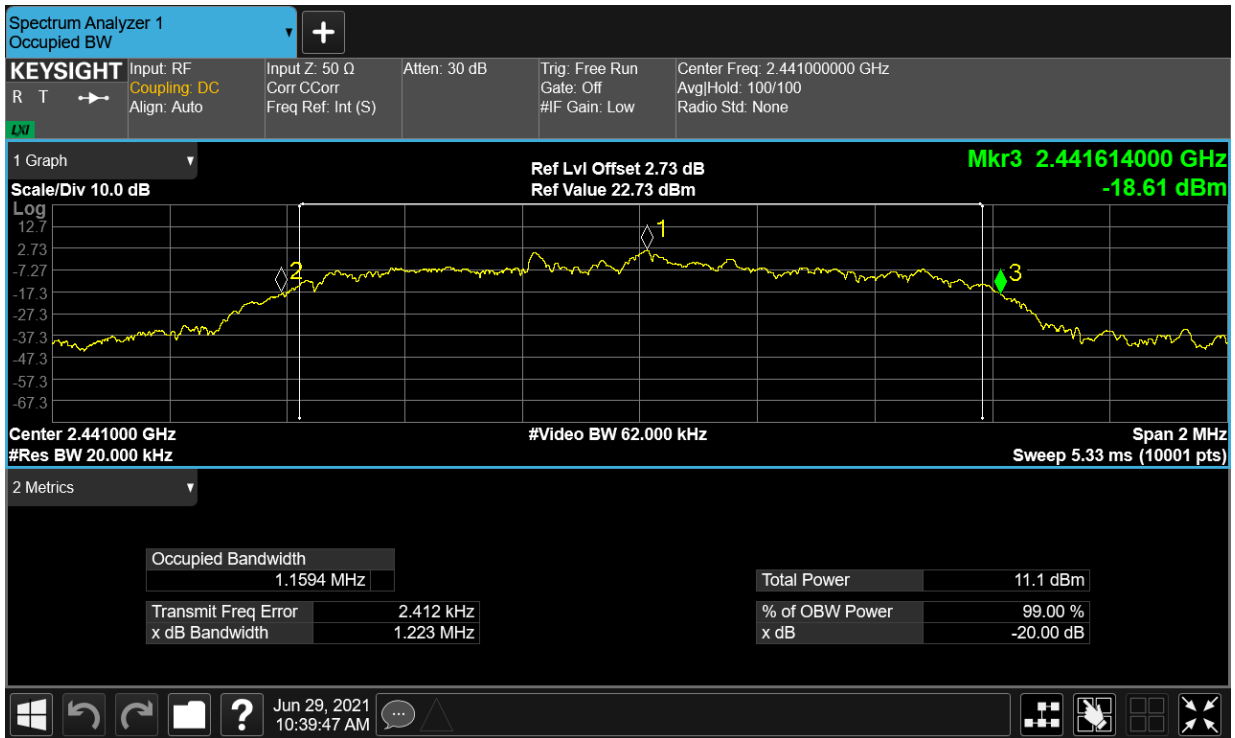 Spectrum Analyzer 1
Occupied BW
KEYSIGHT
R T
LXI
Input: RF
Coupling: DC
Align: Auto
Input Z: 50 Ω
Corr CCorr
Freq Ref: Int (S)
Atten: 30 dB
Trig: Free Run
Gate: Off
#IF Gain: Low
Center Freq: 2.441000000 GHz
Avg|Hold: 100/100
Radio Std: None
1 Graph
Ref Lvl Offset 2.73 dB
Mkr3 2.441614000 GHz
Scale/Div 10.0 dB
Ref Value 22.73 dBm
-18.61 dBm
Log
12.7
2.73
-7.27
-17.3
-27.3
-37.3
-47.3
-57.3
-67.3
1
2
3
Center 2.441000 GHz
#Video BW 62.000 kHz
Span 2 MHz
#Res BW 20.000 kHz
Sweep 5.33 ms (10001 pts)
2 Metrics
Occupied Bandwidth
1.1594 MHz
Total Power 11.1 dBm
Transmit Freq Error 2.412 kHz
% of OBW Power 99.00 %
x dB Bandwidth 1.223 MHz
x dB -20.00 dB
?
Jun 29, 2021
10:39:47 AM